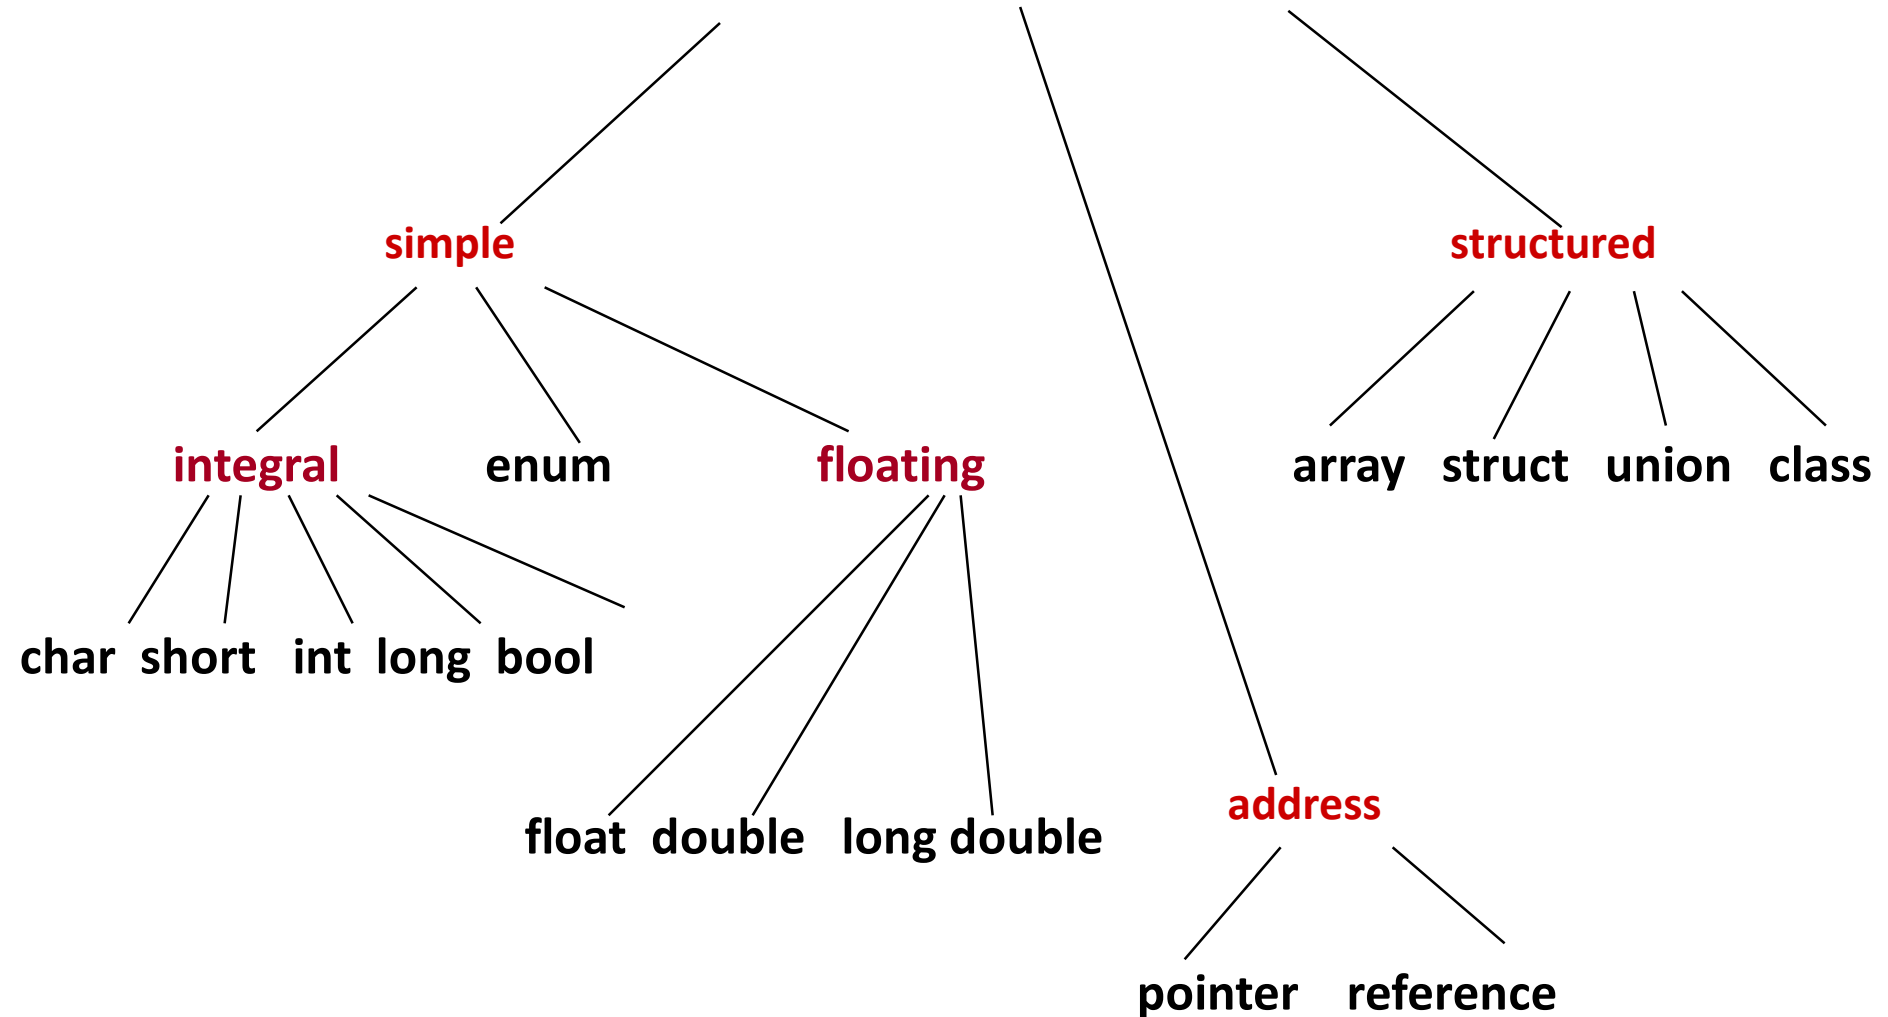 simple structured
integral enum floating array struct union class
char short int long bool
address
float double long double
pointer reference